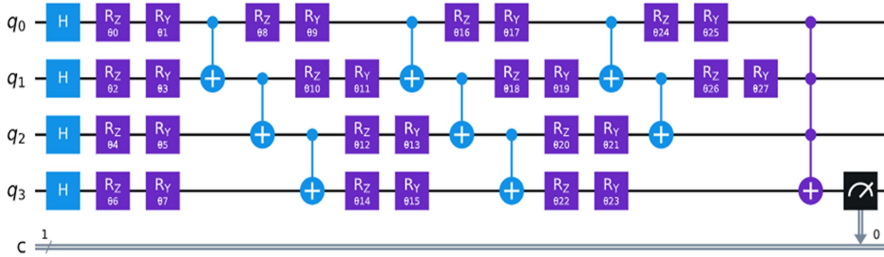 q0 H RZ θ0 RY θ1 RZ θ8 RY θ9 RZ θ16 RY θ17 RZ θ24 RY θ25
q1 H RZ θ2 RY θ3 RZ θ10 RY θ11 RZ θ18 RY θ19 RZ θ26 RY θ27
q2 H RZ θ4 RY θ5 RZ θ12 RY θ13 RZ θ20 RY θ21
q3 H RZ θ6 RY θ7 RZ θ14 RY θ15 RZ θ22 RY θ23
c 1 0